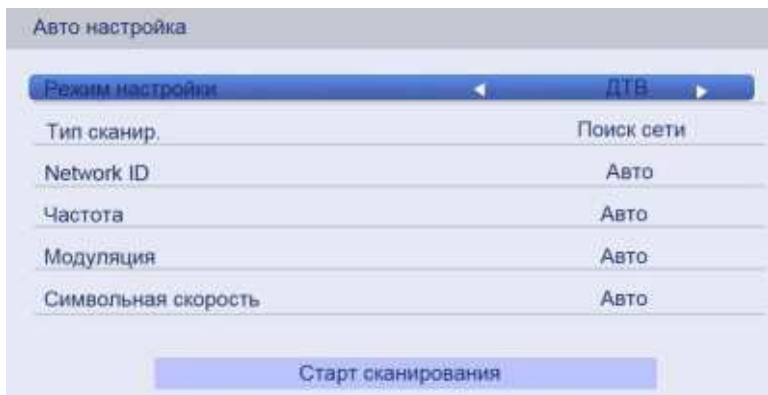 Авто настройка
Режим настройки ДТВ
Тип сканир. Поиск сети
Network ID Авто
Частота Авто
Модуляция Авто
Символьная скорость Авто
Старт сканирования